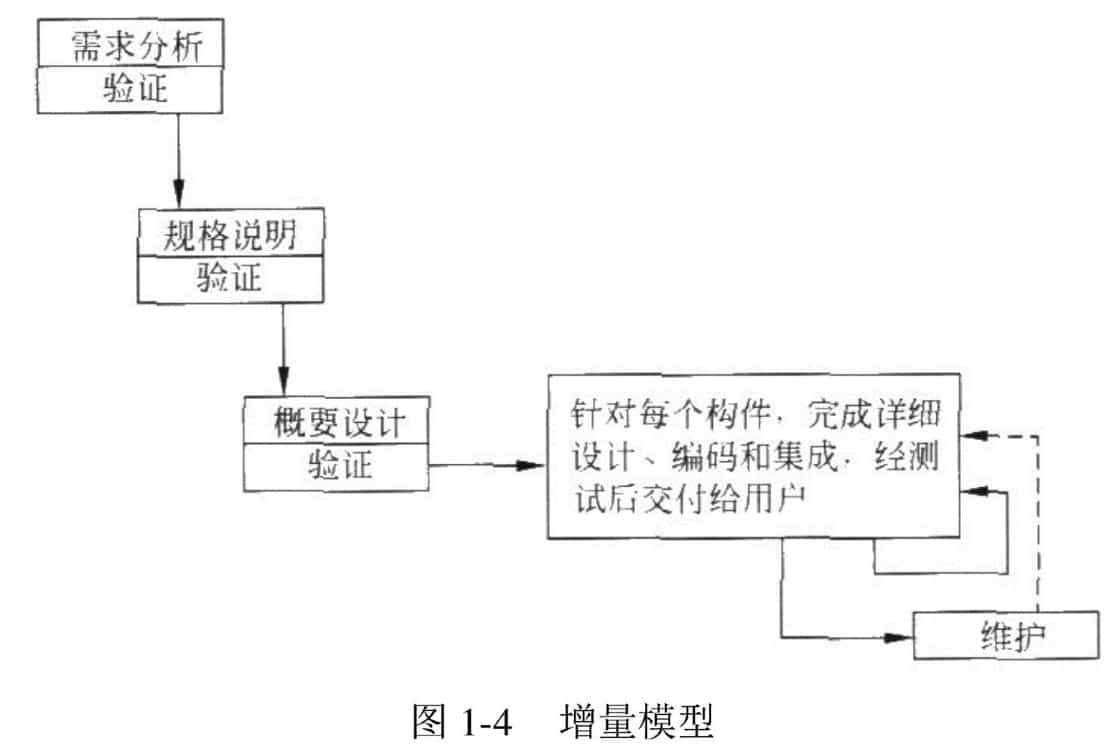 需求分析
验证
规格说明
验证
概要设计
验证
针对每个构件，完成详细
设计、编码和集成，经测
试后交付给用户
维护
图 1-4 增量模型